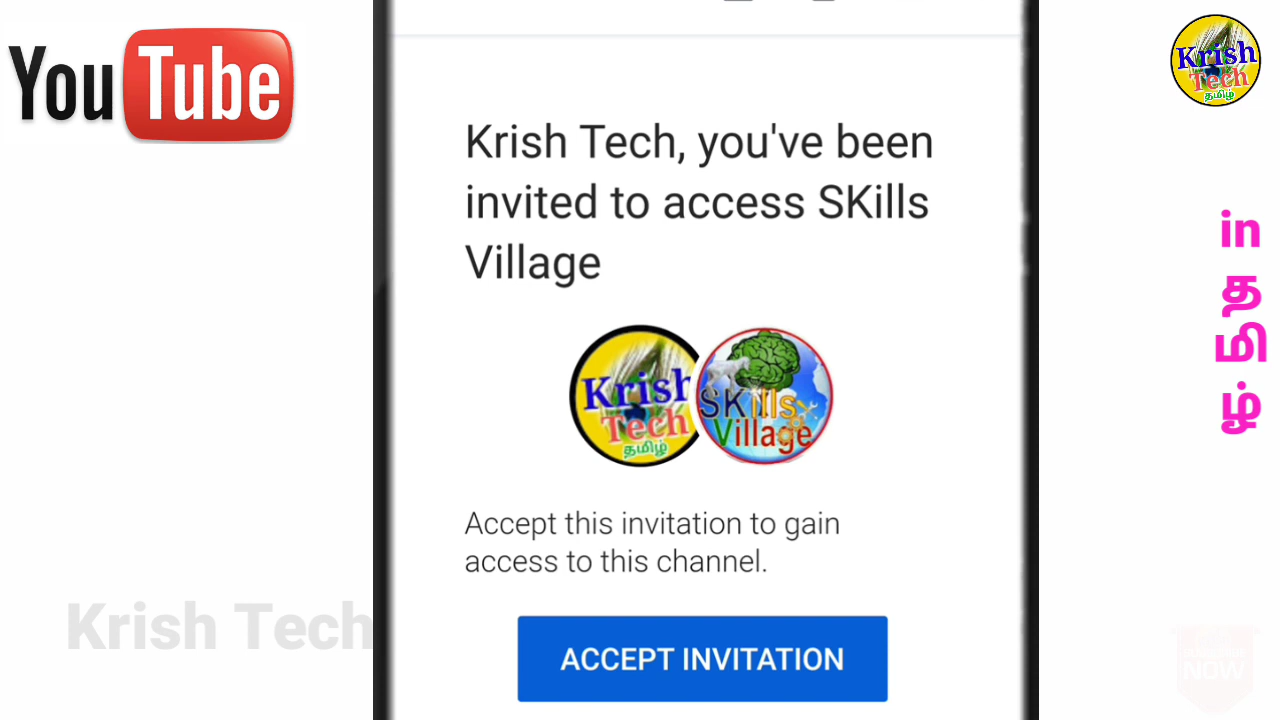 YouTube
Krish
Tech
தமிழ்
Krish Tech, you've been
invited to access SKills
Village
Krish
Tech
தமிழ்
SKills
Village
in
த
மி
ழ்
Accept this invitation to gain
access to this channel.
Krish Tech
ACCEPT INVITATION
NOW